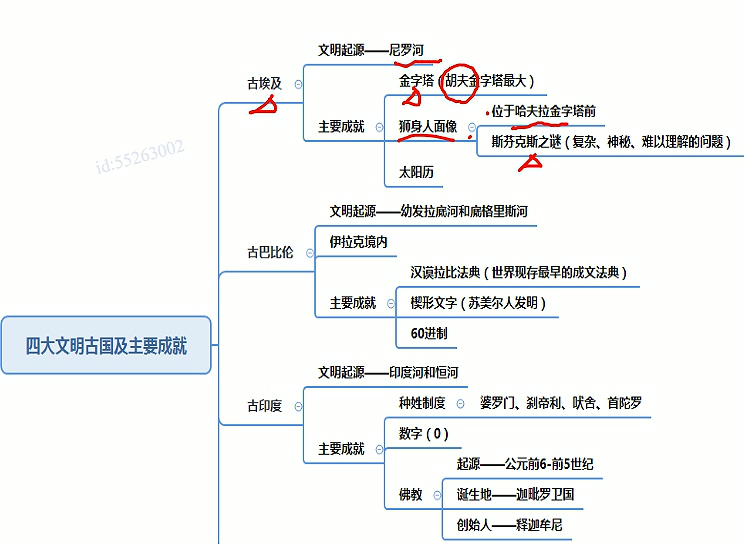 文明起源——尼罗河
古埃及
金字塔（胡夫金字塔最大）
位于哈夫拉金字塔前
主要成就
狮身人面像
斯芬克斯之谜（复杂、神秘、难以理解的问题）
id:55263002
太阳历
文明起源——幼发拉底河和底格里斯河
伊拉克境内
古巴比伦
汉谟拉比法典（世界现存最早的成文法典）
主要成就
楔形文字（苏美尔人发明）
60进制
四大文明古国及主要成就
文明起源——印度河和恒河
古印度
种姓制度
婆罗门、刹帝利、吠舍、首陀罗
数字（0）
主要成就
起源——公元前6-前5世纪
佛教
诞生地——迦毗罗卫国
创始人——释迦牟尼